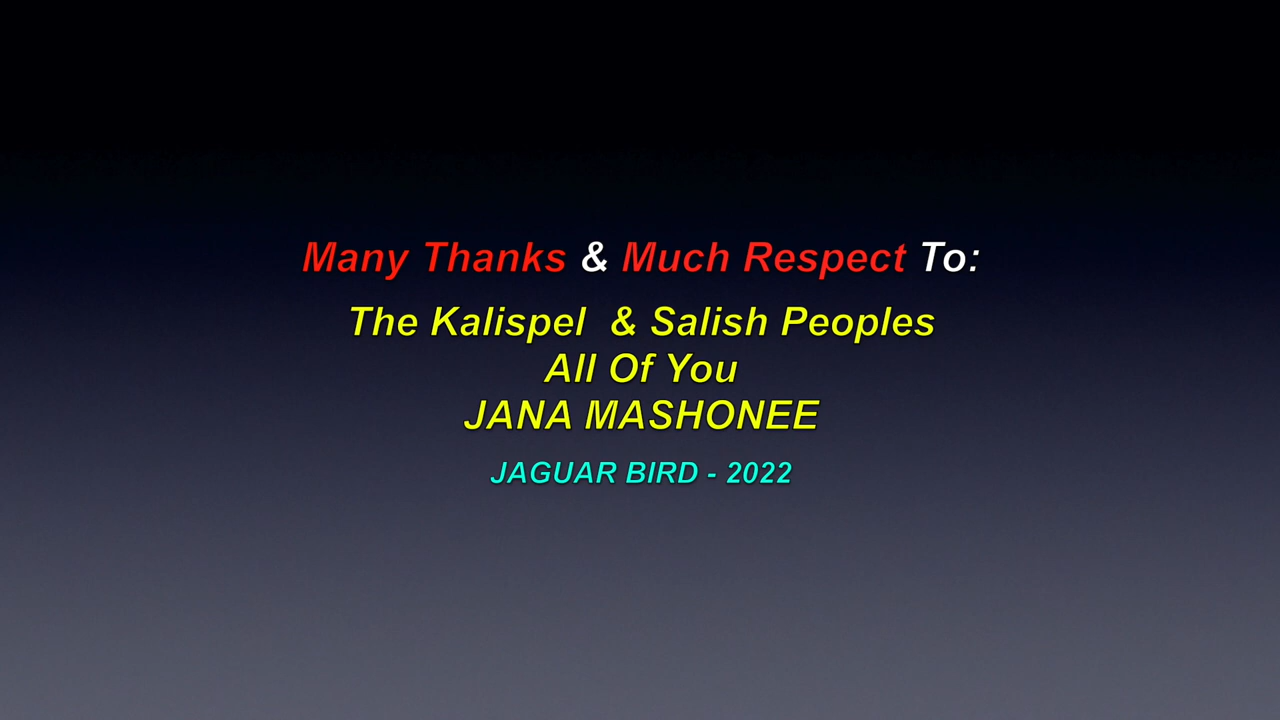 Many Thanks & Much Respect To:
The Kalispel  & Salish Peoples
All Of You
JANA MASHONEE
JAGUAR BIRD - 2022